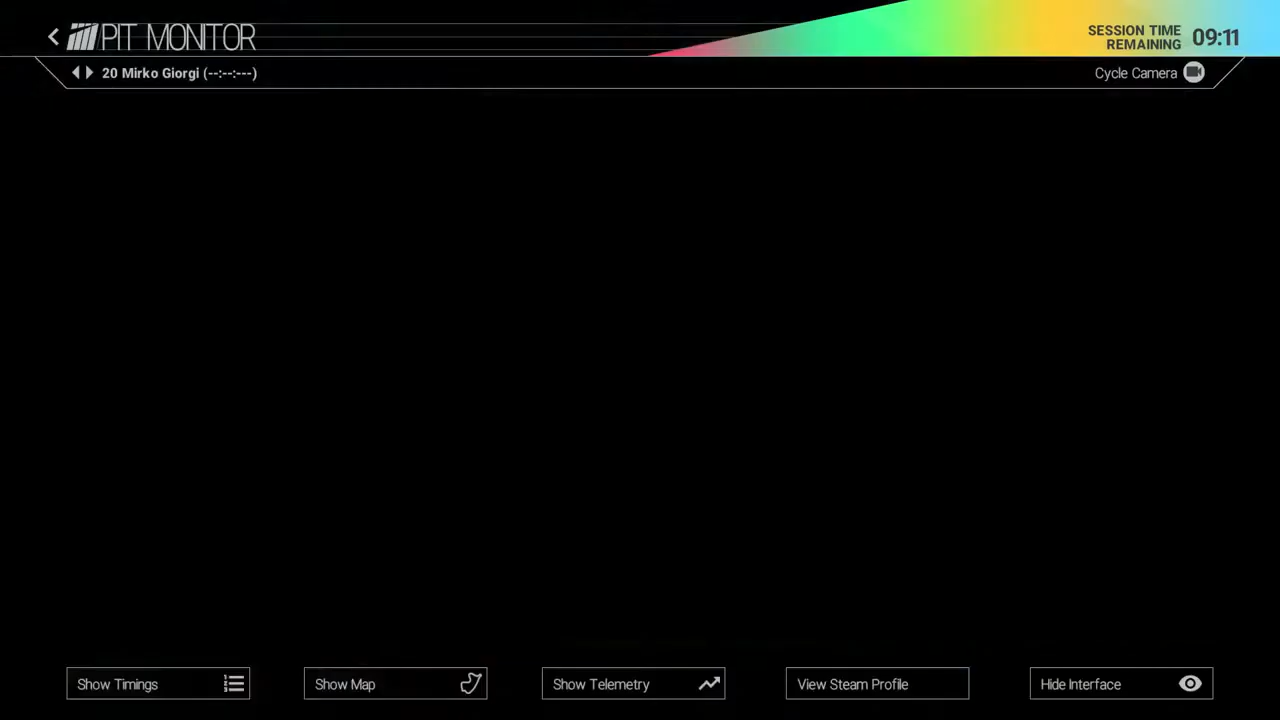 PIT MONITOR
SESSION TIME
REMAINING 09:11
20 Mirko Giorgi (--:--:---)
Cycle Camera
Show Timings
Show Map
Show Telemetry
View Steam Profile
Hide Interface